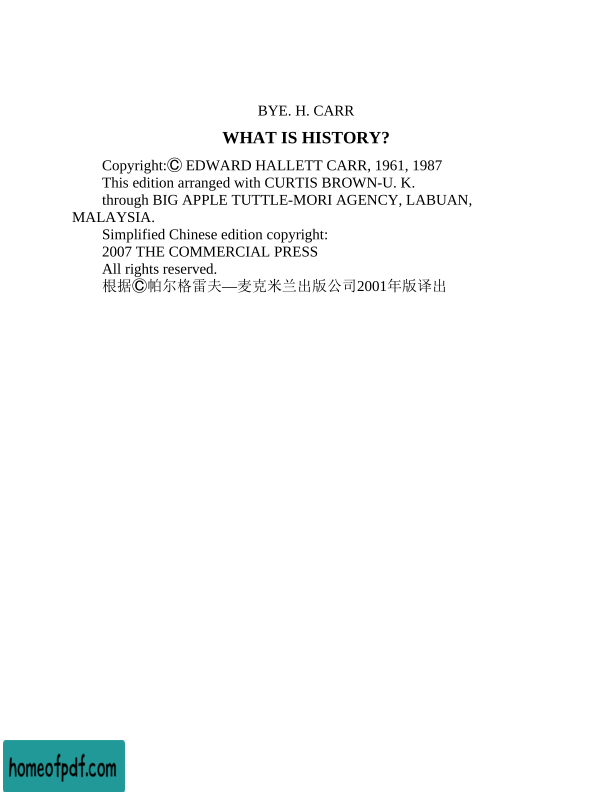 BYE. H. CARR
WHAT IS HISTORY?
Copyright:Ⓒ EDWARD HALLETT CARR, 1961, 1987
This edition arranged with CURTIS BROWN-U. K.
through BIG APPLE TUTTLE-MORI AGENCY, LABUAN,
MALAYSIA.
Simplified Chinese edition copyright:
2007 THE COMMERCIAL PRESS
All rights reserved.
根据Ⓒ帕尔格雷夫—麦克米兰出版公司2001年版译出
homeofpdf.com